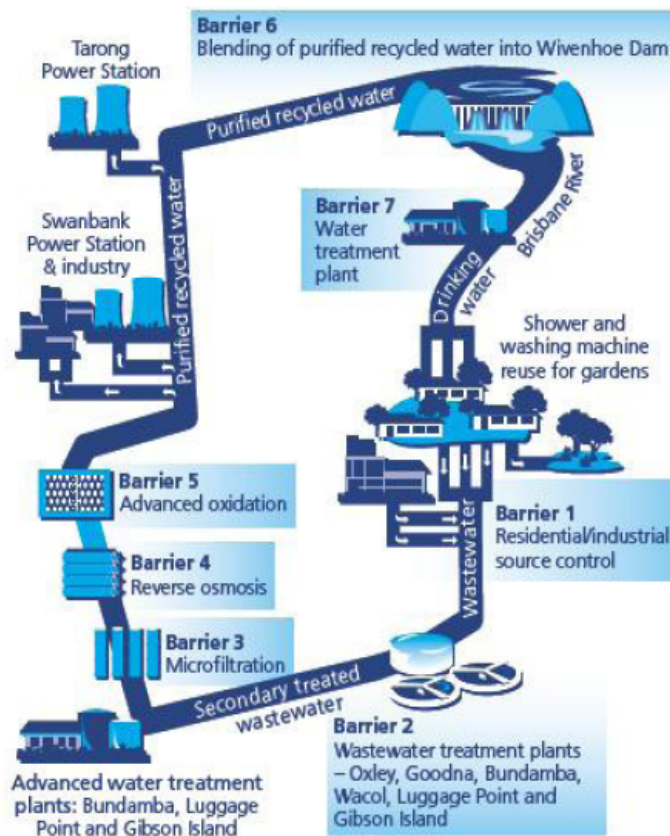 Barrier 6
Blending of purified recycled water into Wivenhoe Dam
Tarong
Power Station
Purified recycled water
Swanbank
Power Station
& industry
Purified recycled water
Barrier 7
Water
treatment
plant
Brisbane River
Drinking
water
Shower and
washing machine
reuse for gardens
Barrier 5
Advanced oxidation
Barrier 4
Reverse osmosis
Barrier 3
Microfiltration
Barrier 1
Residential/industrial
source control
Wastewater
Secondary treated
wastewater
Barrier 2
Wastewater treatment plants
– Oxley, Goodna, Bundamba,
Wacol, Luggage Point and
Gibson Island
Advanced water treatment
plants: Bundamba, Luggage
Point and Gibson Island